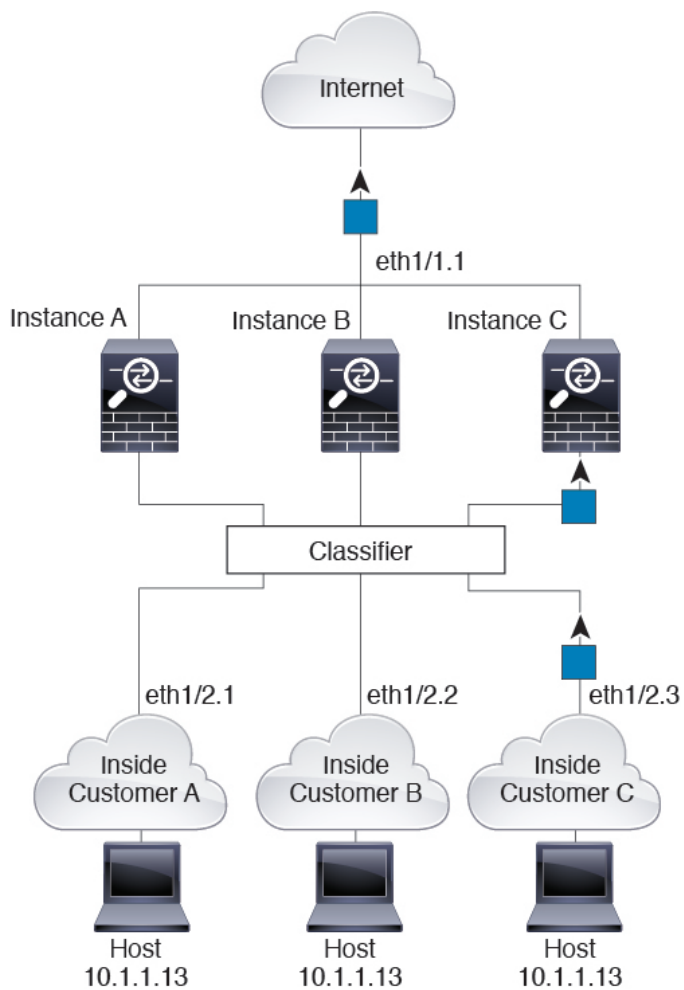 Internet
eth1/1.1
Instance A
Instance B
Instance C
Classifier
eth1/2.1
eth1/2.2
eth1/2.3
Inside
Customer A
Inside
Customer B
Inside
Customer C
Host
10.1.1.13
Host
10.1.1.13
Host
10.1.1.13